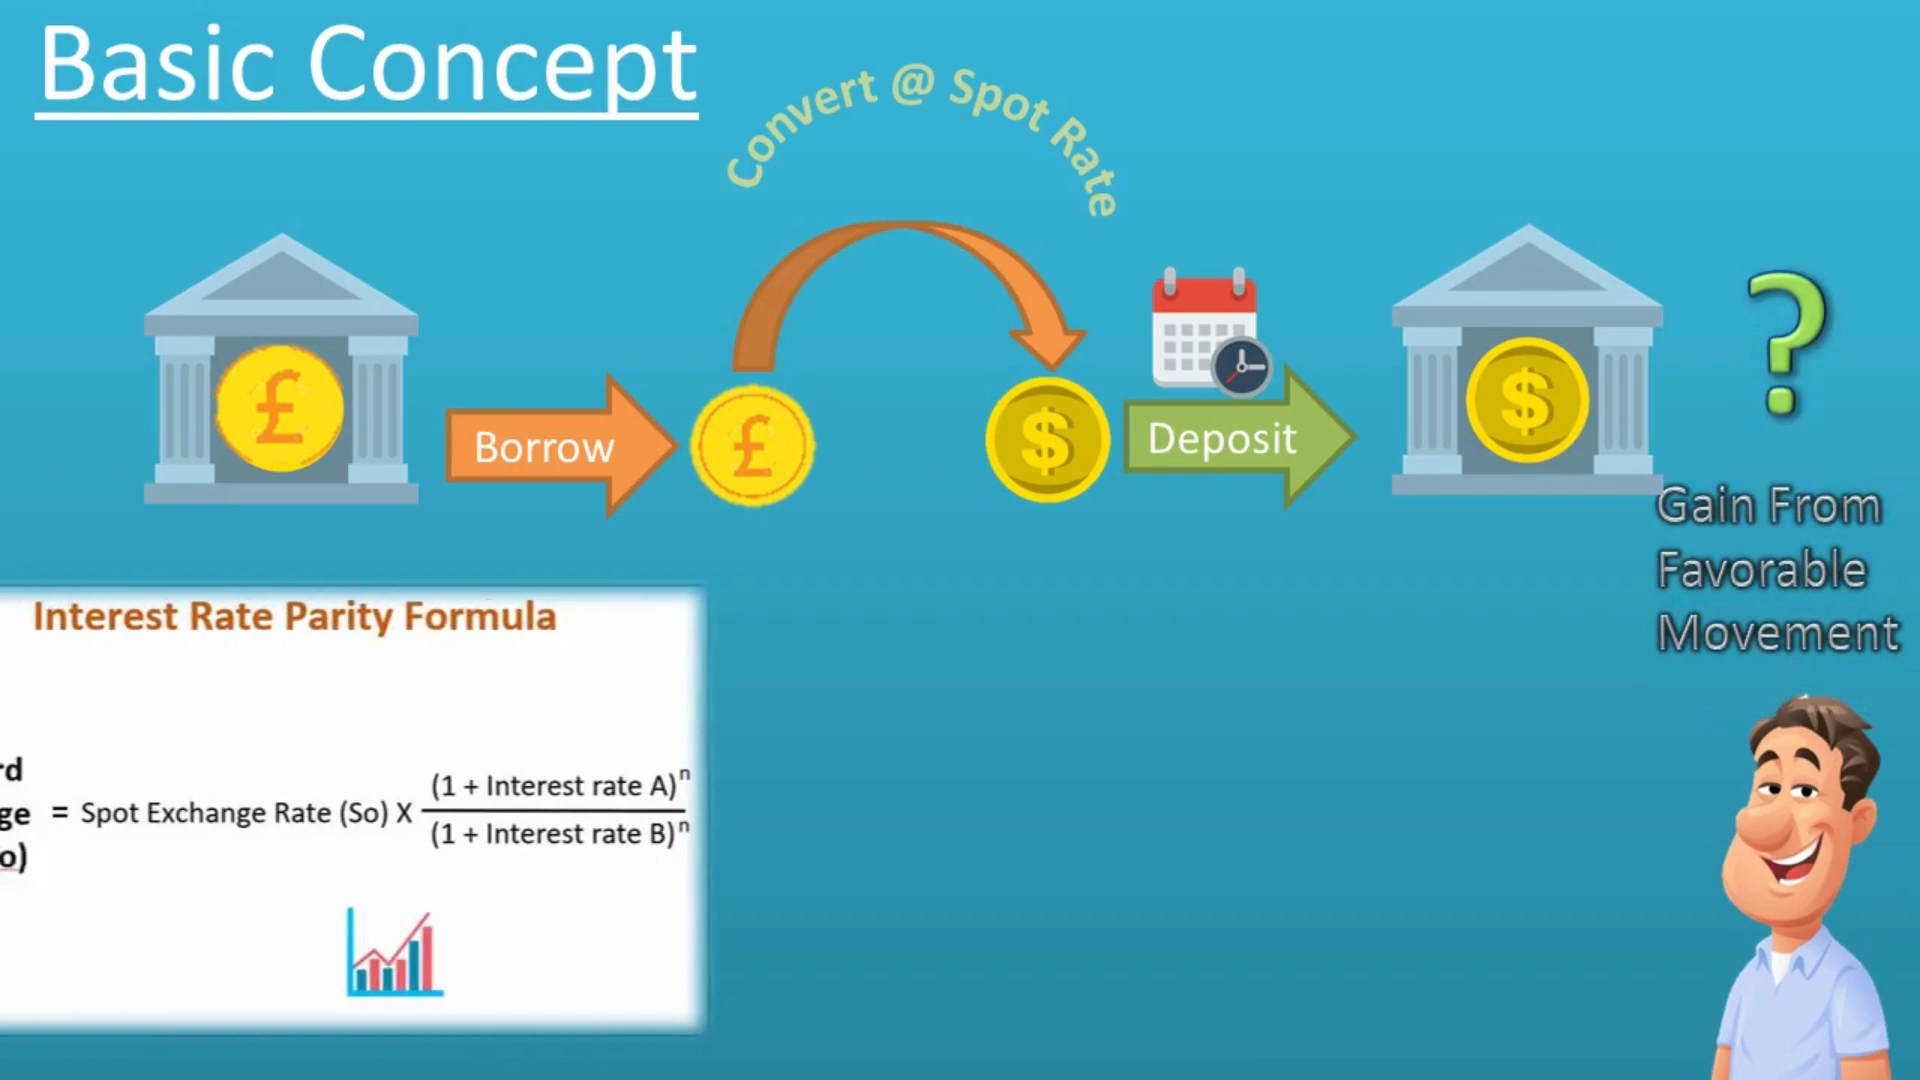 Basic Concept
Convert @ Spot Rate
£
Borrow
£
$
Deposit
$
?
Gain From
Favorable
Movement
Interest Rate Parity Formula
rd
ge
o)
= Spot Exchange Rate (So) X
(1 + Interest rate A)ⁿ
(1 + Interest rate B)ⁿ